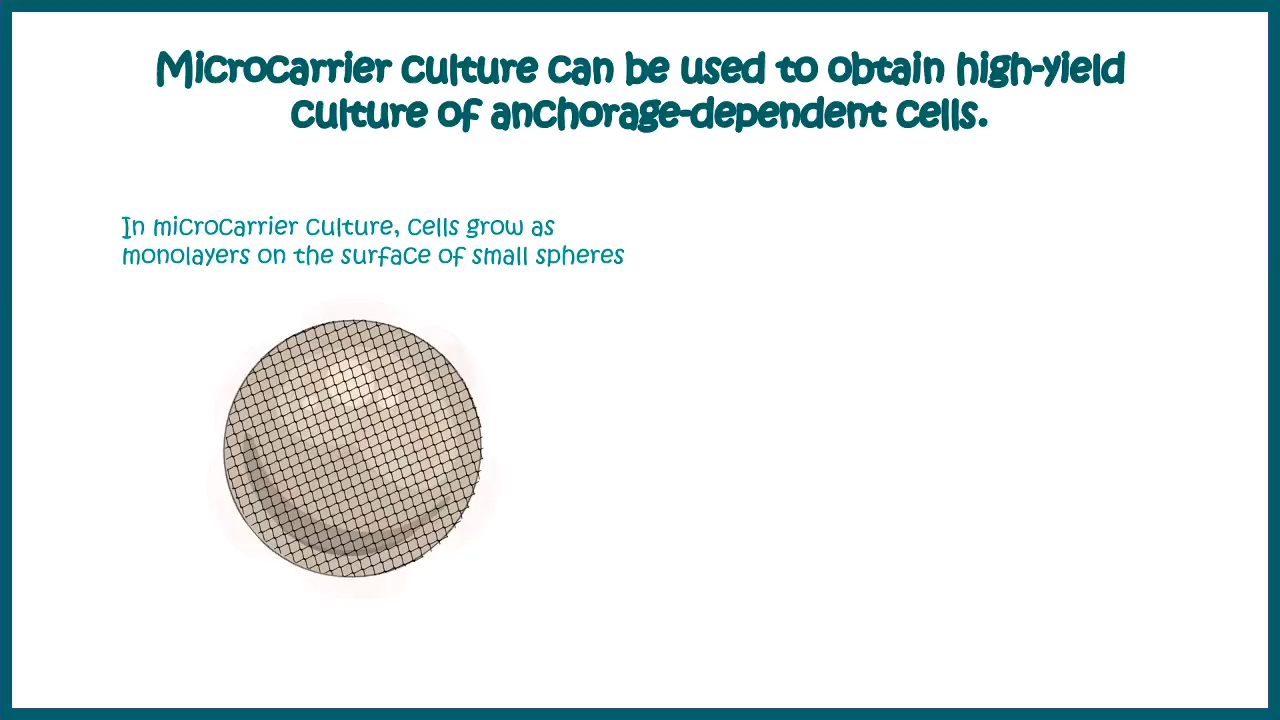 Microcarrier culture can be used to obtain high-yield
culture of anchorage-dependent cells.
In microcarrier culture, cells grow as
monolayers on the surface of small spheres